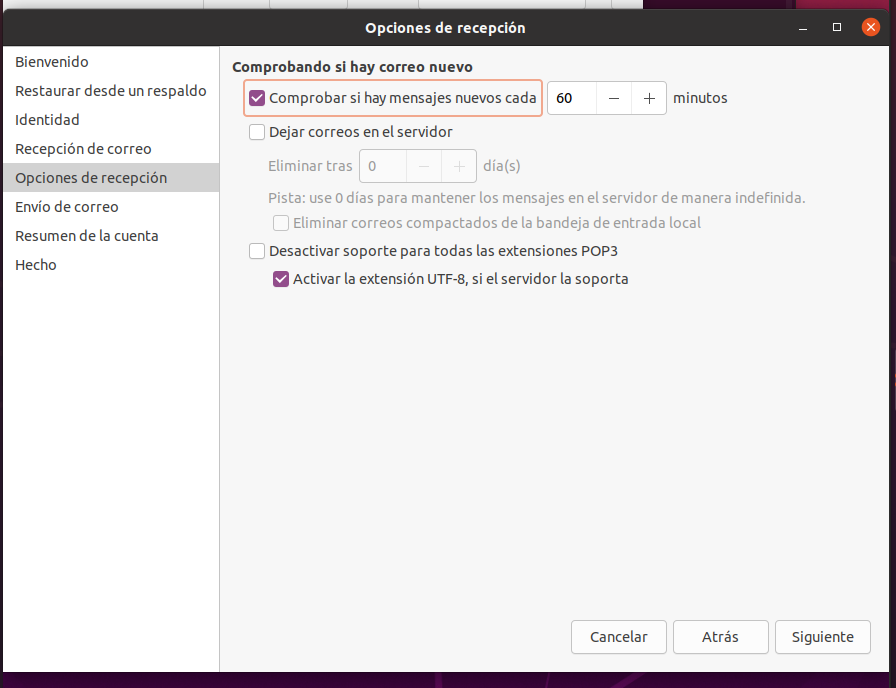 Opciones de recepción
Bienvenido
Restaurar desde un respaldo
Identidad
Recepción de correo
Opciones de recepción
Envío de correo
Resumen de la cuenta
Hecho
Comprobando si hay correo nuevo
Comprobar si hay mensajes nuevos cada 60 − + minutos
Dejar correos en el servidor
Eliminar tras 0 − + día(s)
Pista: use 0 días para mantener los mensajes en el servidor de manera indefinida.
Eliminar correos compactados de la bandeja de entrada local
Desactivar soporte para todas las extensiones POP3
Activar la extensión UTF-8, si el servidor la soporta
Cancelar Atrás Siguiente